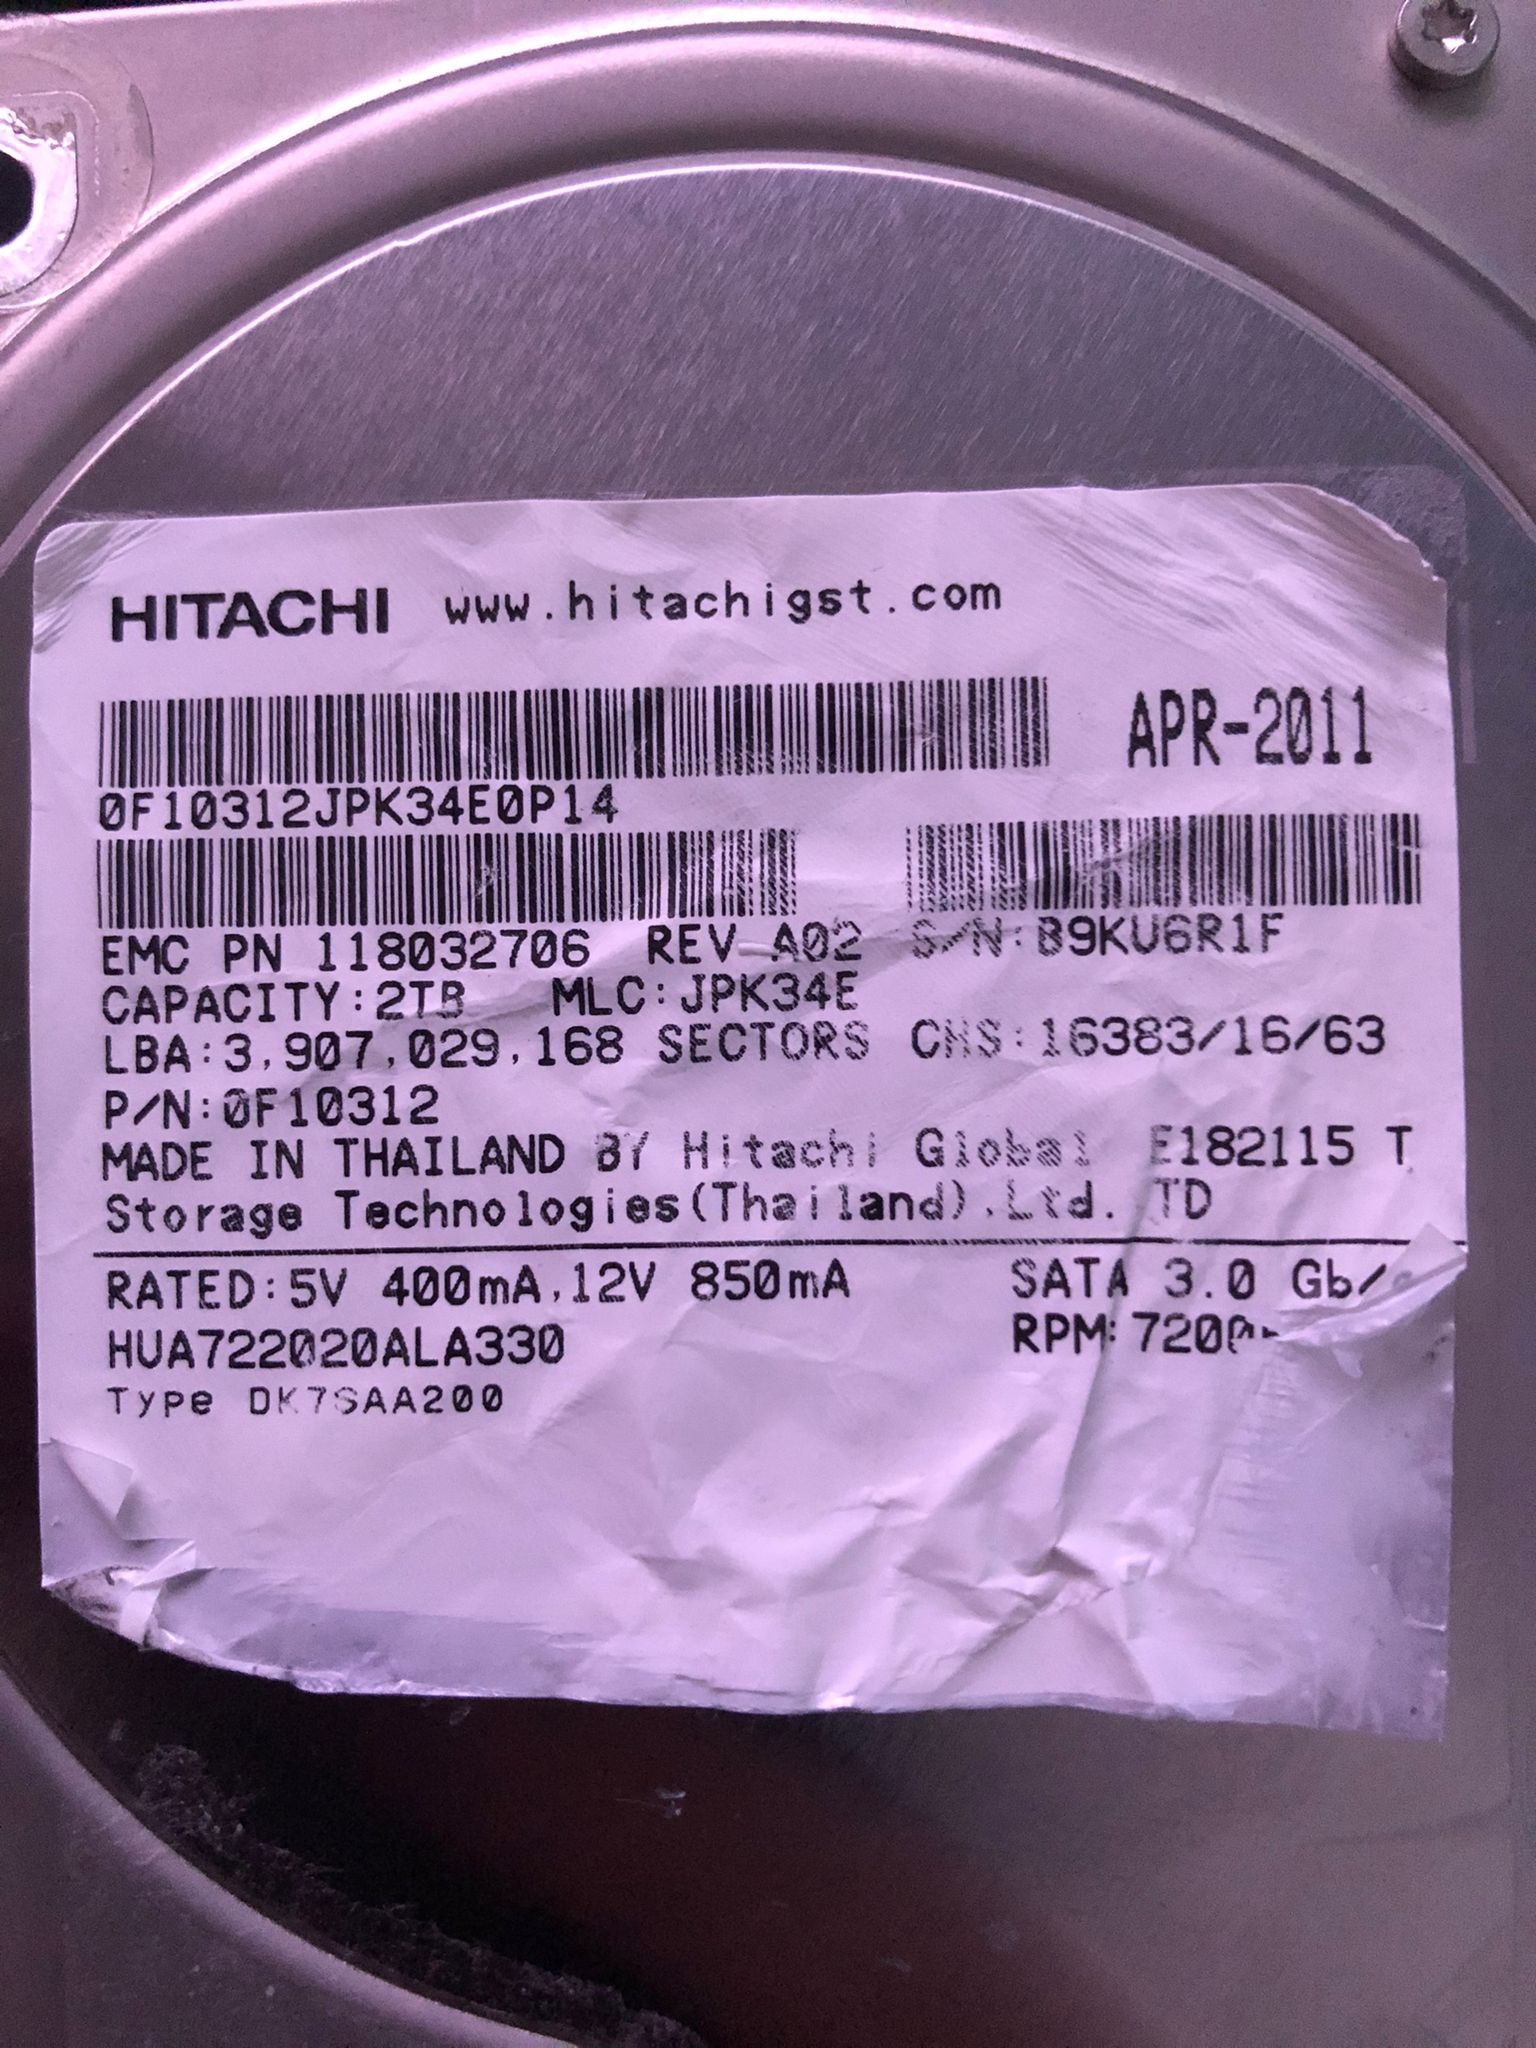 HITACHI www.hitachigst.com
APR-2011
0F10312JPK34E0P14
EMC PN 118032706 REV A02 S/N:B9KU6R1F
CAPACITY:2TB MLC:JPK34E
LBA:3,907,029,168 SECTORS CHS:16383/16/63
P/N:0F10312
MADE IN THAILAND BY Hitachi Global E182115 T
Storage Technologies(Thailand),Ltd. TD
RATED:5V 400mA,12V 850mA SATA 3.0
HUA722020ALA330 RPM:
Type DK7SAA200